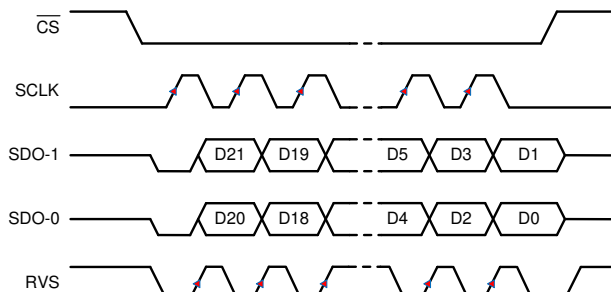 CS
SCLK
SDO-1 D21 D19 D5 D3 D1
SDO-0 D20 D18 D4 D2 D0
RVS